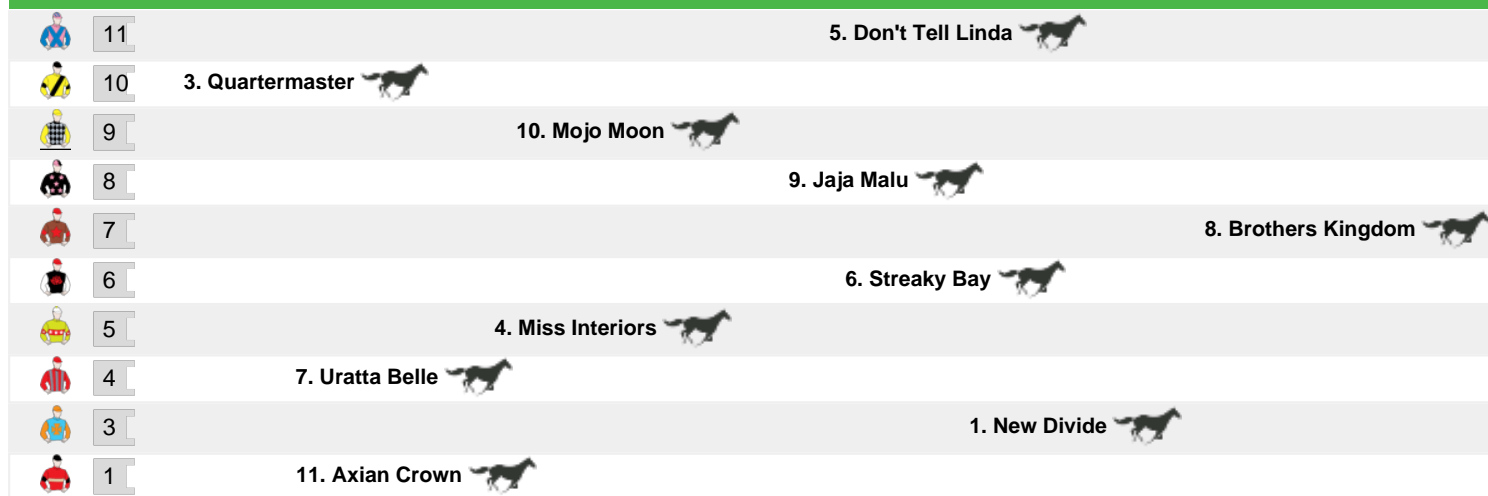 11 5. Don't Tell Linda
10 3. Quartermaster
9 10. Mojo Moon
8 9. Jaja Malu
7 8. Brothers Kingdom
6 6. Streaky Bay
5 4. Miss Interiors
4 7. Uratta Belle
3 1. New Divide
1 11. Axian Crown